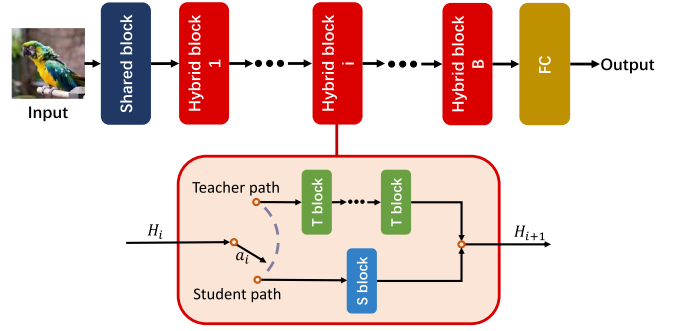 Input
Shared block
Hybrid block
1
Hybrid block
i
Hybrid block
B
FC
Output
Teacher path
T block
T block
H_i
a_i
H_{i+1}
S block
Student path